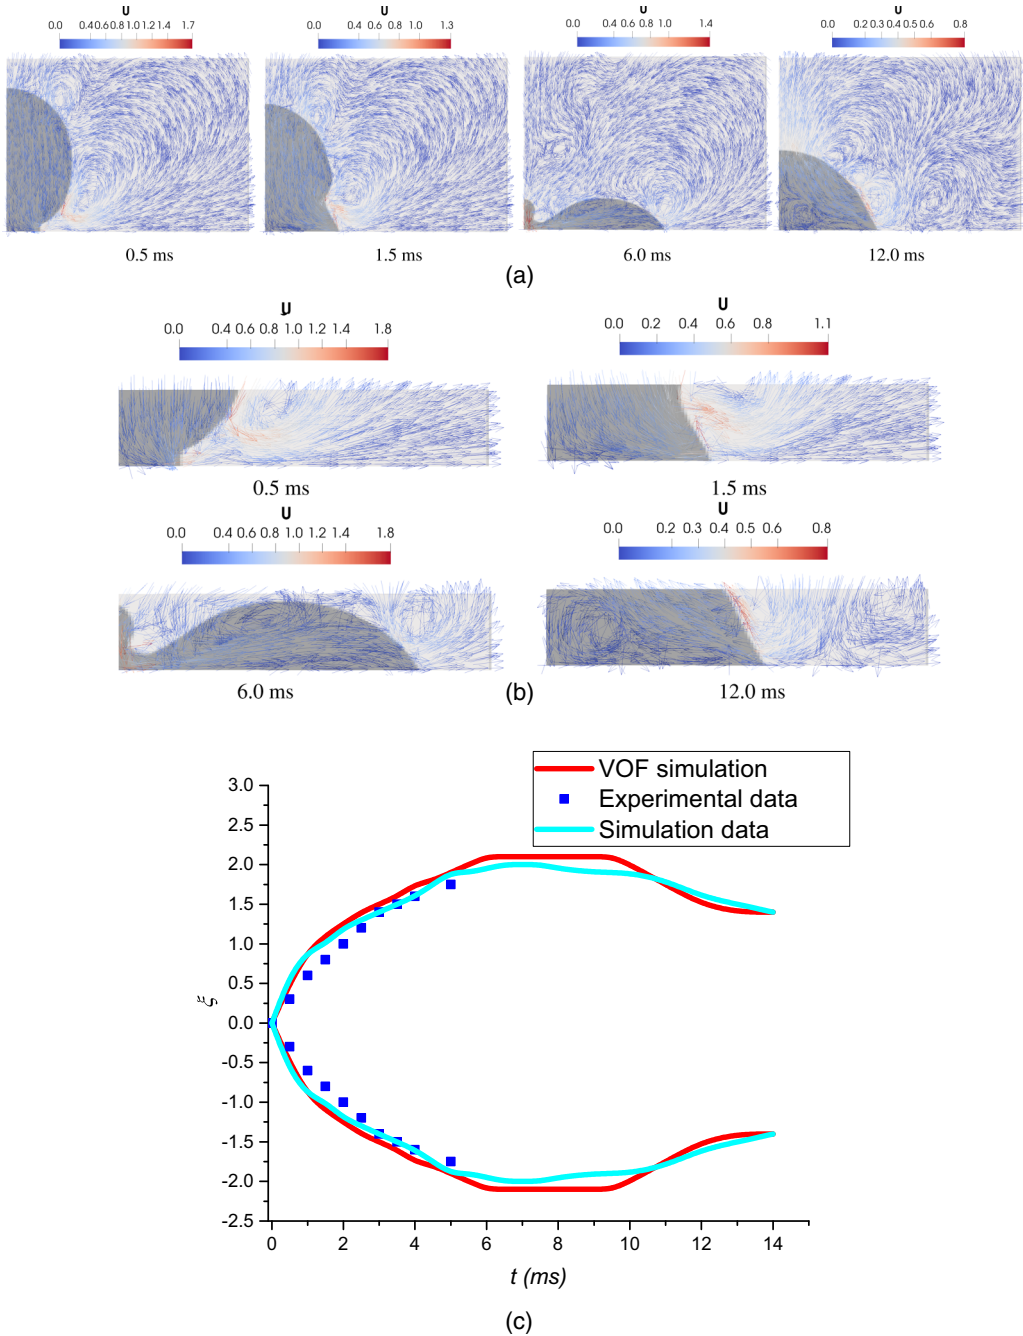 U U U U
0.0 0.4 0.6 0.8 1.0 1.2 1.7 0.0 0.4 0.6 0.8 1.0 1.3 0.0 0.4 0.6 0.8 1.0 1.4 0.0 0.2 0.3 0.4 0.5 0.6 0.8
0.5 ms 1.5 ms 6.0 ms 12.0 ms
(a)
U U
0.0 0.4 0.6 0.8 1.0 1.2 1.4 1.8 0.0 0.2 0.4 0.6 0.8 1.1
0.5 ms 1.5 ms
U U
0.0 0.4 0.6 0.8 1.0 1.2 1.4 1.8 0.0 0.2 0.3 0.4 0.5 0.6 0.8
6.0 ms 12.0 ms
(b)
VOF simulation
Experimental data
Simulation data
3.0
2.5
2.0
1.5
1.0
0.5
0.0
-0.5
-1.0
-1.5
-2.0
-2.5
ξ
0 2 4 6 8 10 12 14
t (ms)
(c)